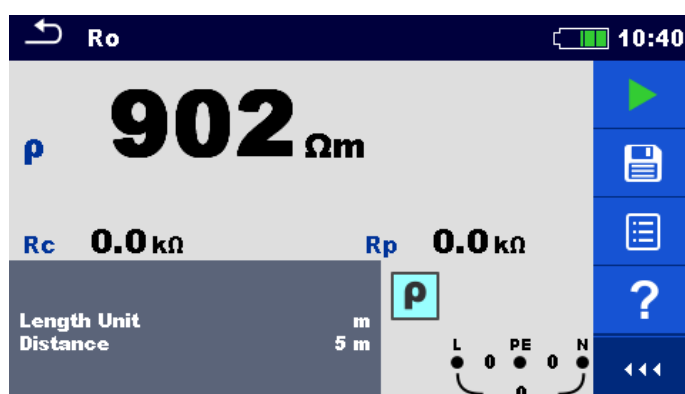 Ro 10:40
ρ 902 Ωm
Rc 0.0 kΩ Rp 0.0 kΩ
ρ
?
Length Unit m
Distance 5 m
L PE N
0 0
0